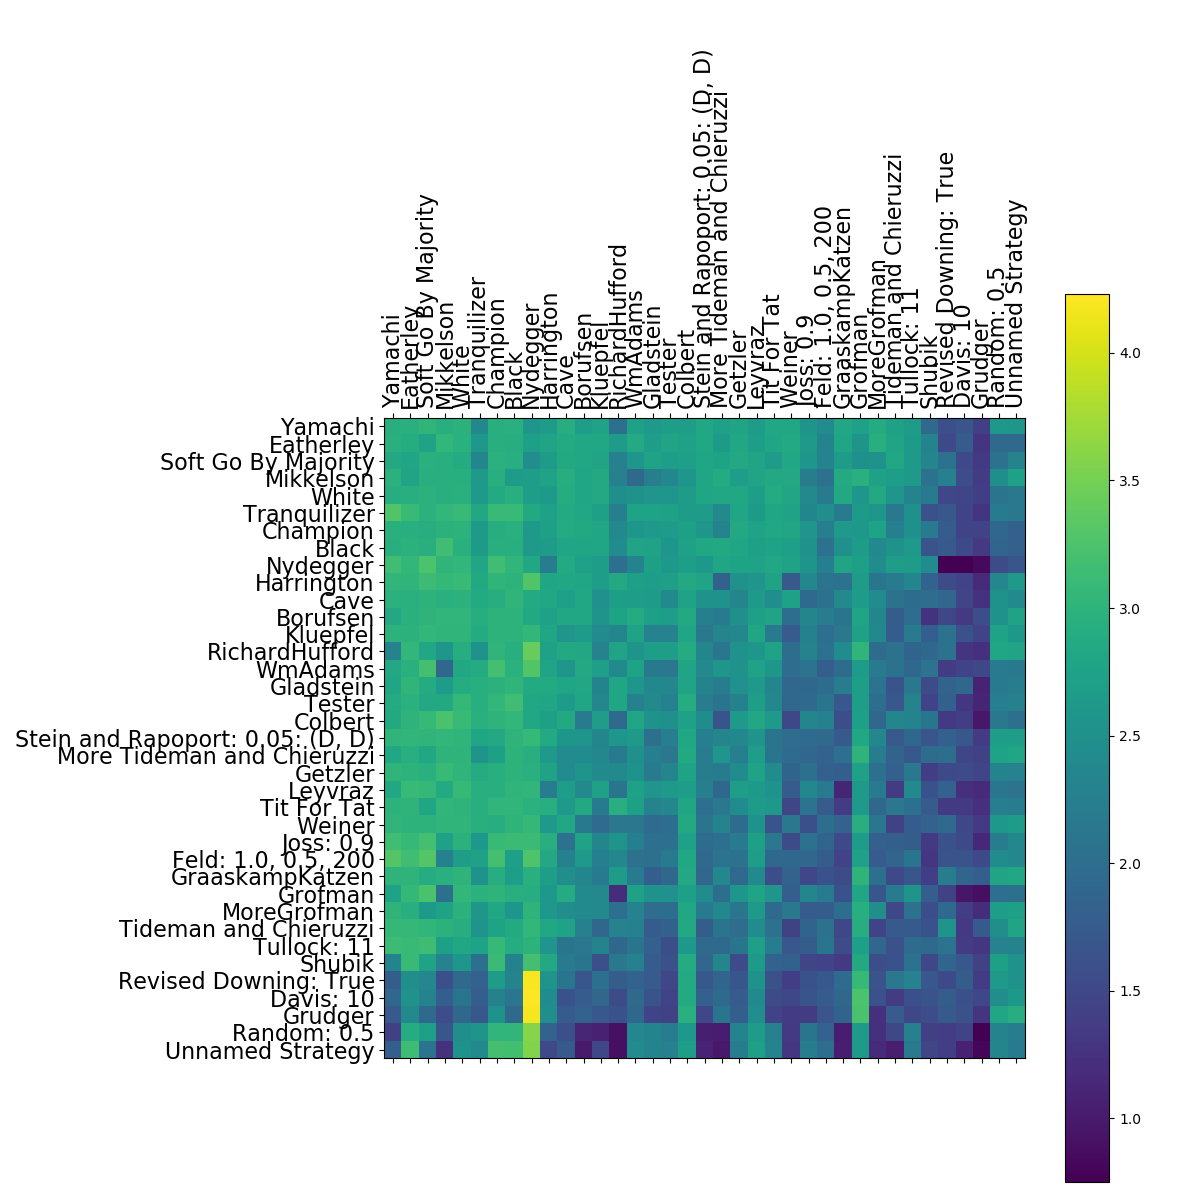 Yamachi
Eatherley
Soft Go By Majority
Mikkelson
White
Tranquilizer
Champion
Black
Nydegger
Harrington
Cave
Borufsen
Kluepfel
RichardHufford
WmAdams
Gladstein
Tester
Colbert
Stein and Rapoport: 0.05: (D, D)
More Tideman and Chieruzzi
Getzler
Leyvraz
Tit For Tat
Weiner
Joss: 0.9
Feld: 1.0, 0.5, 200
GraaskampKatzen
Grofman
MoreGrofman
Tideman and Chieruzzi
Tullock: 11
Shubik
Revised Downing: True
Davis: 10
Grudger
Random: 0.5
Unnamed Strategy
Yamachi
Eatherley
Soft Go By Majority
Mikkelson
White
Tranquilizer
Champion
Black
Nydegger
Harrington
Cave
Borufsen
Kluepfel
RichardHufford
WmAdams
Gladstein
Tester
Colbert
Stein and Rapoport: 0.05: (D, D)
More Tideman and Chieruzzi
Getzler
Leyvraz
Tit For Tat
Weiner
Joss: 0.9
Feld: 1.0, 0.5, 200
GraaskampKatzen
Grofman
MoreGrofman
Tideman and Chieruzzi
Tullock: 11
Shubik
Revised Downing: True
Davis: 10
Grudger
Random: 0.5
Unnamed Strategy
4.0
3.5
3.0
2.5
2.0
1.5
1.0